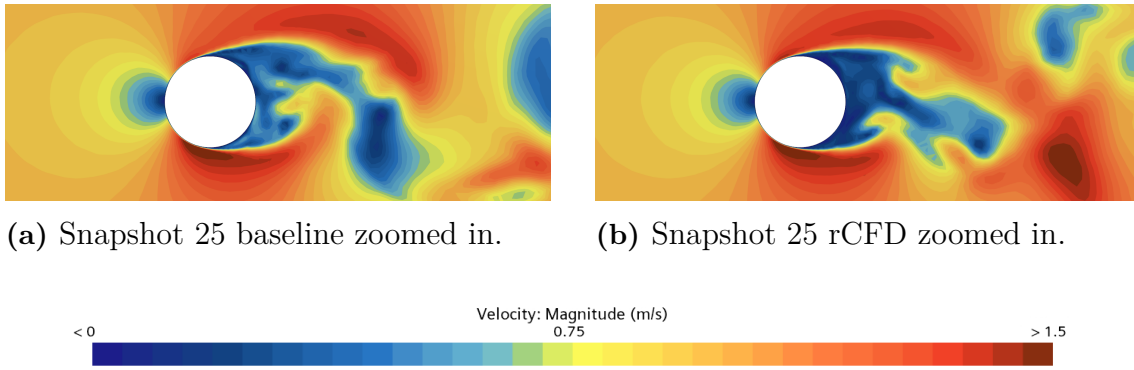 (a) Snapshot 25 baseline zoomed in.
(b) Snapshot 25 rCFD zoomed in.
Velocity: Magnitude (m/s)
< 0 0.75 > 1.5